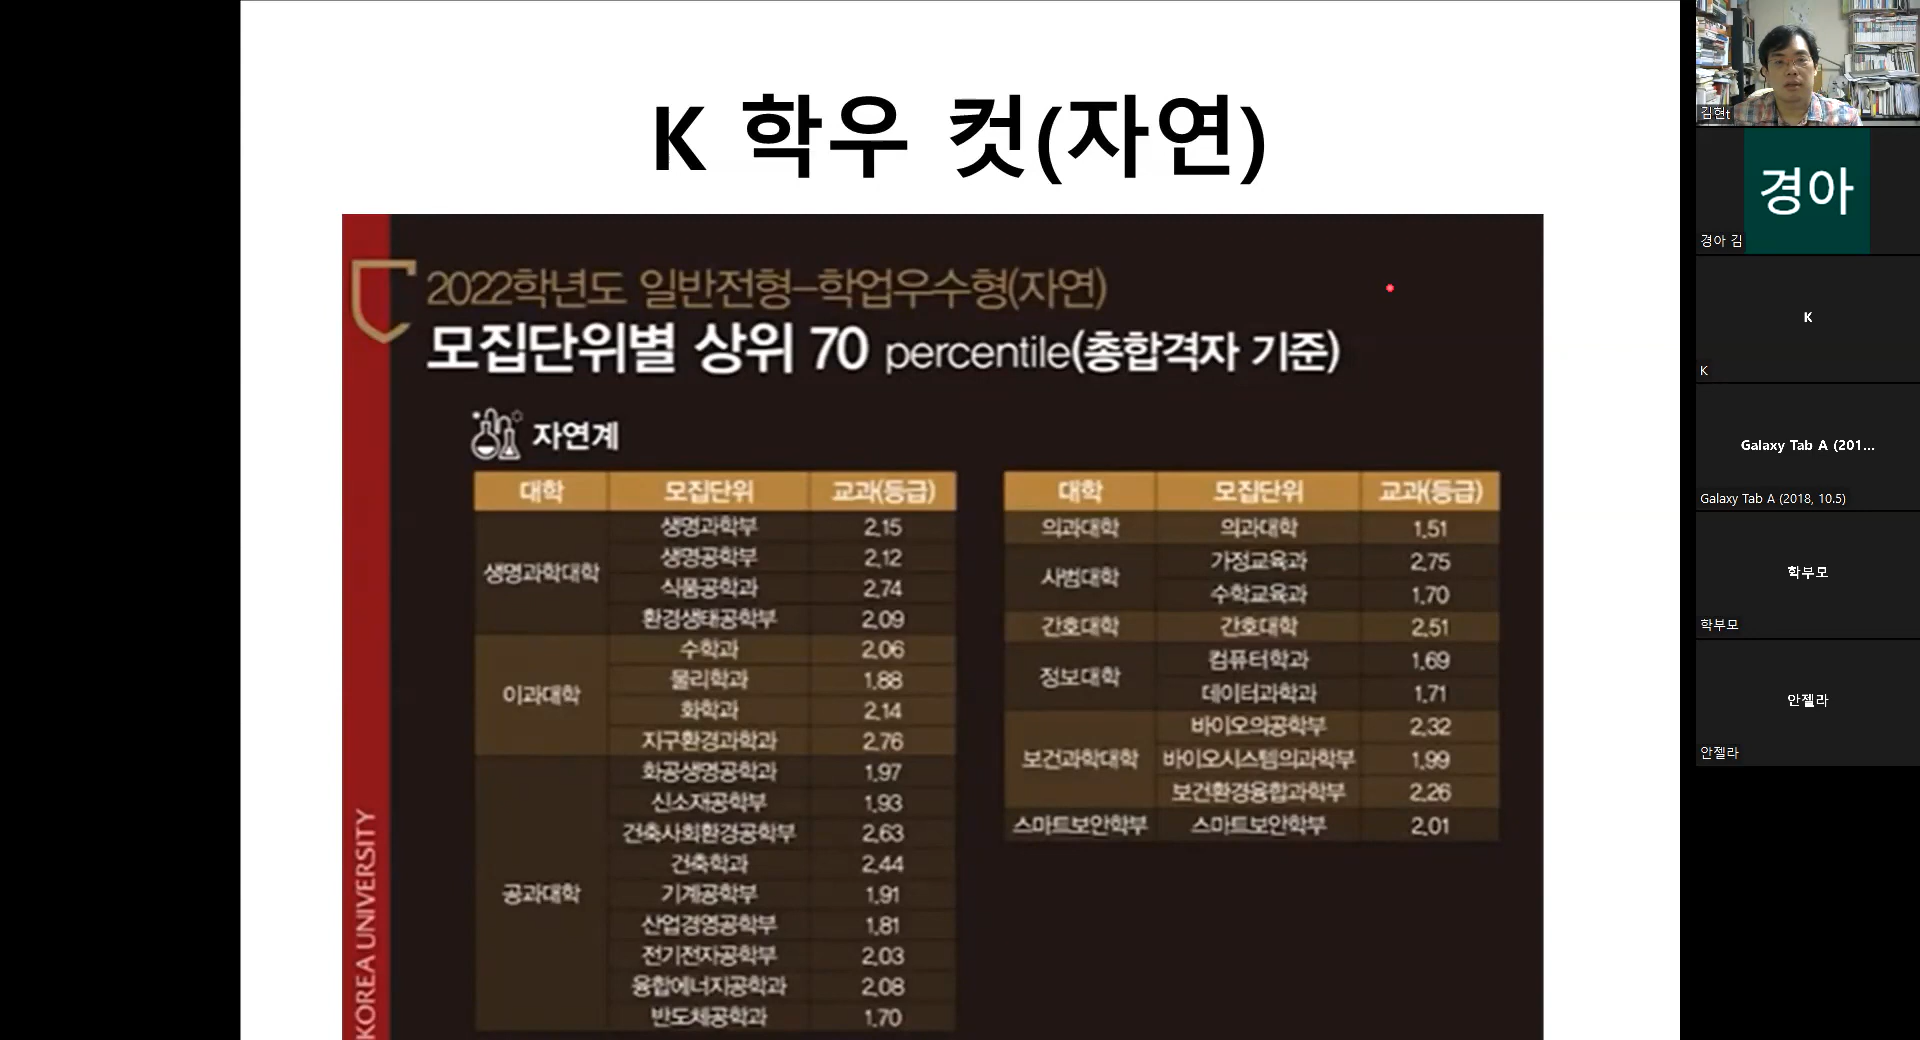 K 학우 컷(자연)
2022학년도 일반전형-학업우수형(자연)
모집단위별 상위 70 percentile(총합격자 기준)
자연계
대학 모집단위 교과(등급)
생명과학대학
생명과학부 2.15
생명공학부 2.12
식품공학과 2.74
환경생태공학부 2.09
이과대학
수학과 2.06
물리학과 1.88
화학과 2.14
지구환경과학과 2.76
공과대학
화공생명공학과 1.97
신소재공학부 1.93
건축사회환경공학부 2.63
건축학과 2.44
기계공학부 1.91
산업경영공학부 1.81
전기전자공학부 2.03
융합에너지공학과 2.08
반도체공학과 1.70
대학 모집단위 교과(등급)
의과대학 의과대학 1.51
사범대학
가정교육과 2.75
수학교육과 1.70
간호대학 간호대학 2.51
정보대학
컴퓨터학과 1.69
데이터과학과 1.71
보건과학대학
바이오의공학부 2.32
바이오시스템의과학부 1.99
보건환경융합과학부 2.26
스마트보안학부 스마트보안학부 2.01
KOREA UNIVERSITY
김현t
경아
경아 김
K
K
Galaxy Tab A (201...
Galaxy Tab A (2018, 10.5)
학부모
학부모
안젤라
안젤라